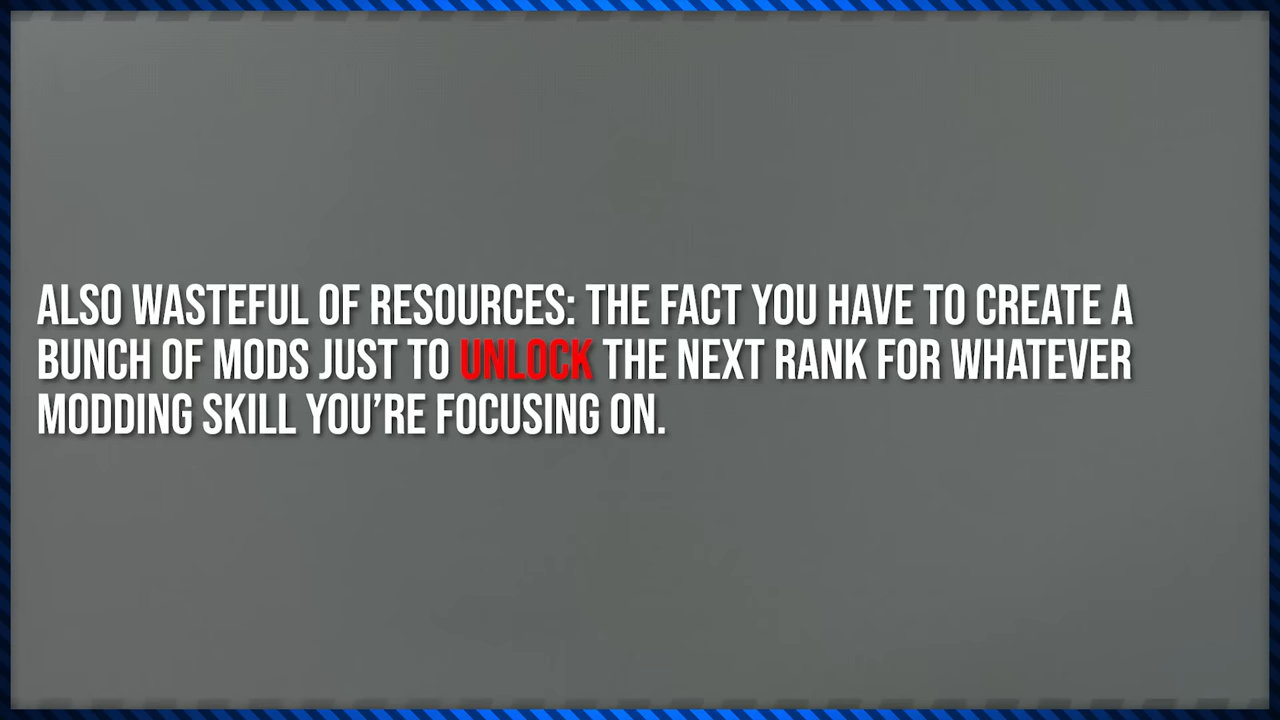 ALSO WASTEFUL OF RESOURCES: THE FACT YOU HAVE TO CREATE A
BUNCH OF MODS JUST TO UNLOCK THE NEXT RANK FOR WHATEVER
MODDING SKILL YOU’RE FOCUSING ON.